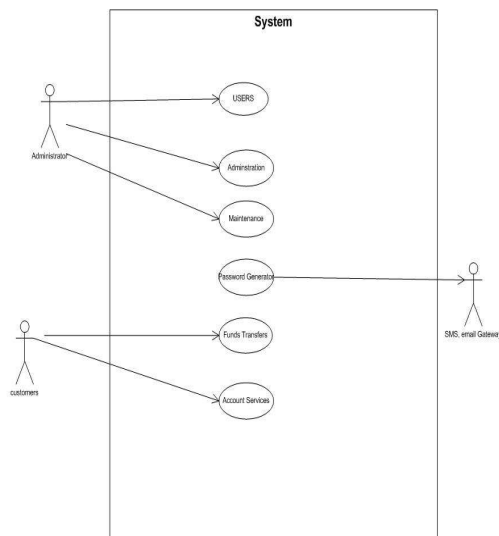 System
USERS
Administrator
Adminstration
Maintenance
Password Generator
SMS, email Gateway
Funds Transfers
customers
Account Services